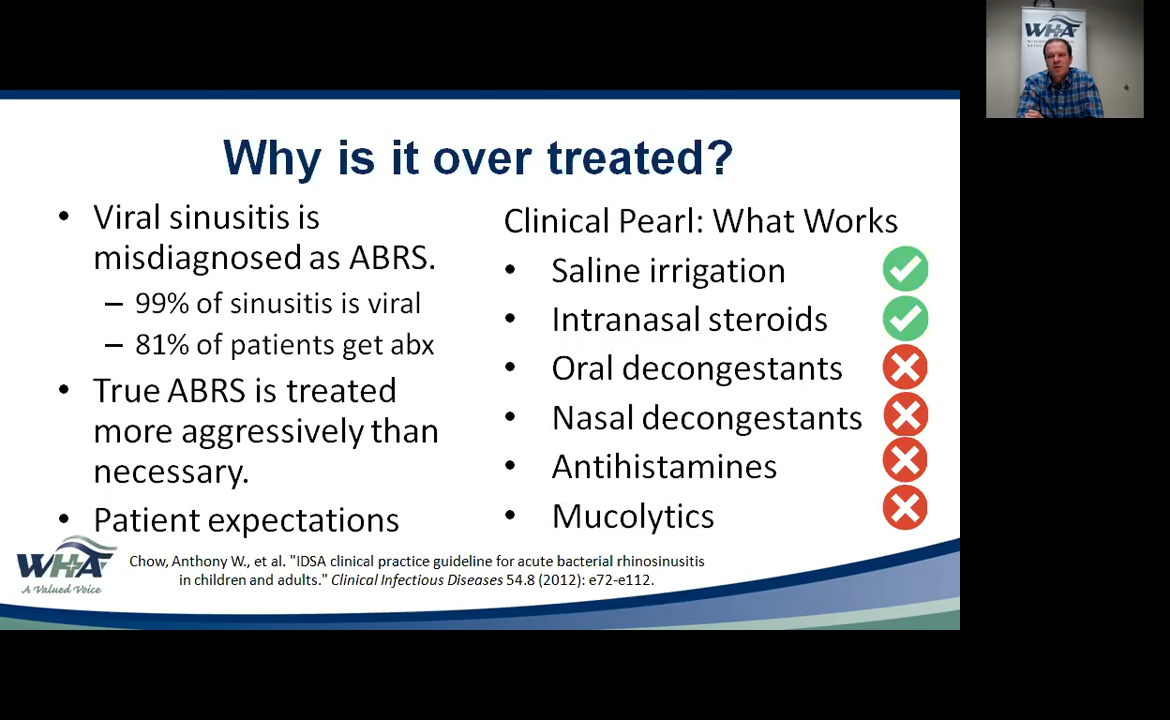 WHA
Why is it over treated?
• Viral sinusitis is
misdiagnosed as ABRS.
– 99% of sinusitis is viral
– 81% of patients get abx
• True ABRS is treated
more aggressively than
necessary.
• Patient expectations
Clinical Pearl: What Works
• Saline irrigation
• Intranasal steroids
• Oral decongestants
• Nasal decongestants
• Antihistamines
• Mucolytics
WHA
A Valued Voice
Chow, Anthony W., et al. "IDSA clinical practice guideline for acute bacterial rhinosinusitis
in children and adults." Clinical Infectious Diseases 54.8 (2012): e72-e112.